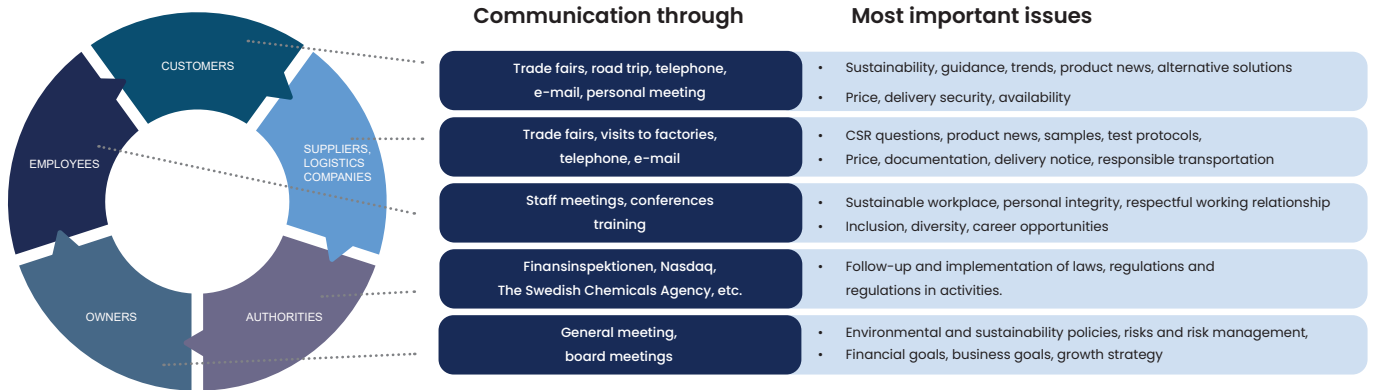 Communication through
Most important issues
CUSTOMERS
SUPPLIERS,
LOGISTICS
COMPANIES
EMPLOYEES
OWNERS
AUTHORITIES
Trade fairs, road trip, telephone,
e-mail, personal meeting
• Sustainability, guidance, trends, product news, alternative solutions
• Price, delivery security, availability
Trade fairs, visits to factories,
telephone, e-mail
• CSR questions, product news, samples, test protocols,
• Price, documentation, delivery notice, responsible transportation
Staff meetings, conferences
training
• Sustainable workplace, personal integrity, respectful working relationship
• Inclusion, diversity, career opportunities
Finansinspektionen, Nasdaq,
The Swedish Chemicals Agency, etc.
• Follow-up and implementation of laws, regulations and
regulations in activities.
General meeting,
board meetings
• Environmental and sustainability policies, risks and risk management,
• Financial goals, business goals, growth strategy